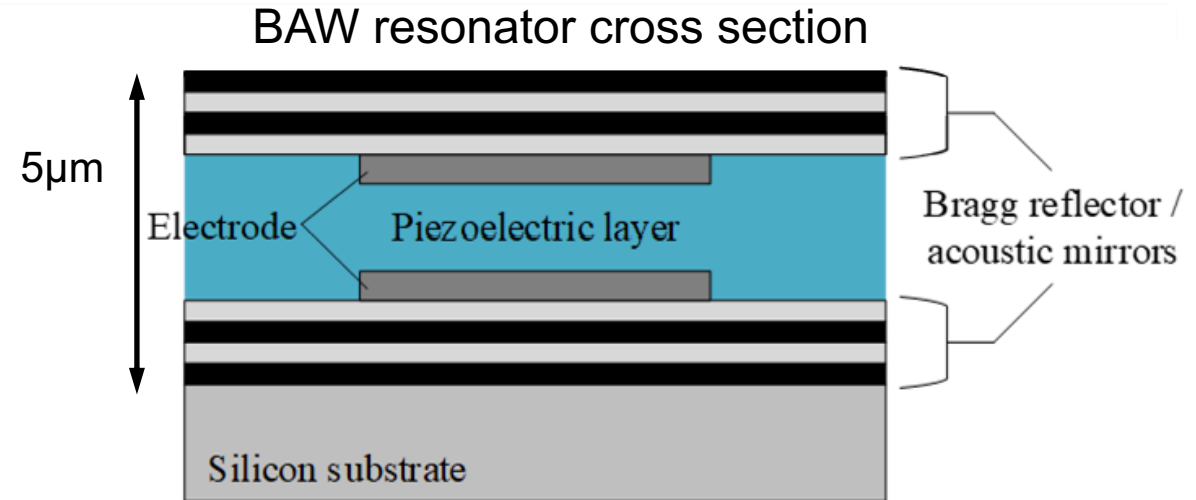 BAW resonator cross section
5µm
Electrode
Piezoelectric layer
Bragg reflector /
acoustic mirrors
Silicon substrate